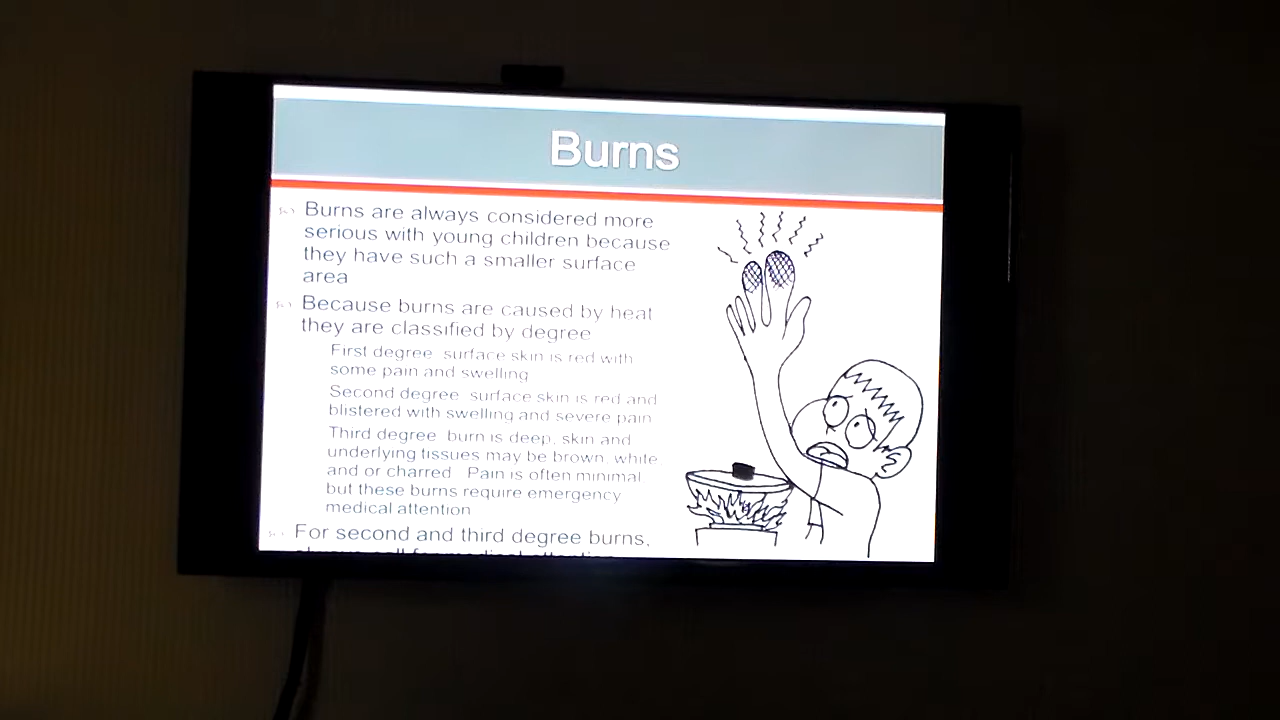 Burns
Burns are always considered more
serious with young children because
they have such a smaller surface
area
Because burns are caused by heat
they are classified by degree
First degree surface skin is red with
some pain and swelling
Second degree: surface skin is red and
blistered with swelling and severe pain
Third degree burn is deep, skin and
underlying tissues may be brown, white,
and or charred Pain is often minimal,
but these burns require emergency
medical attention
For second and third degree burns,